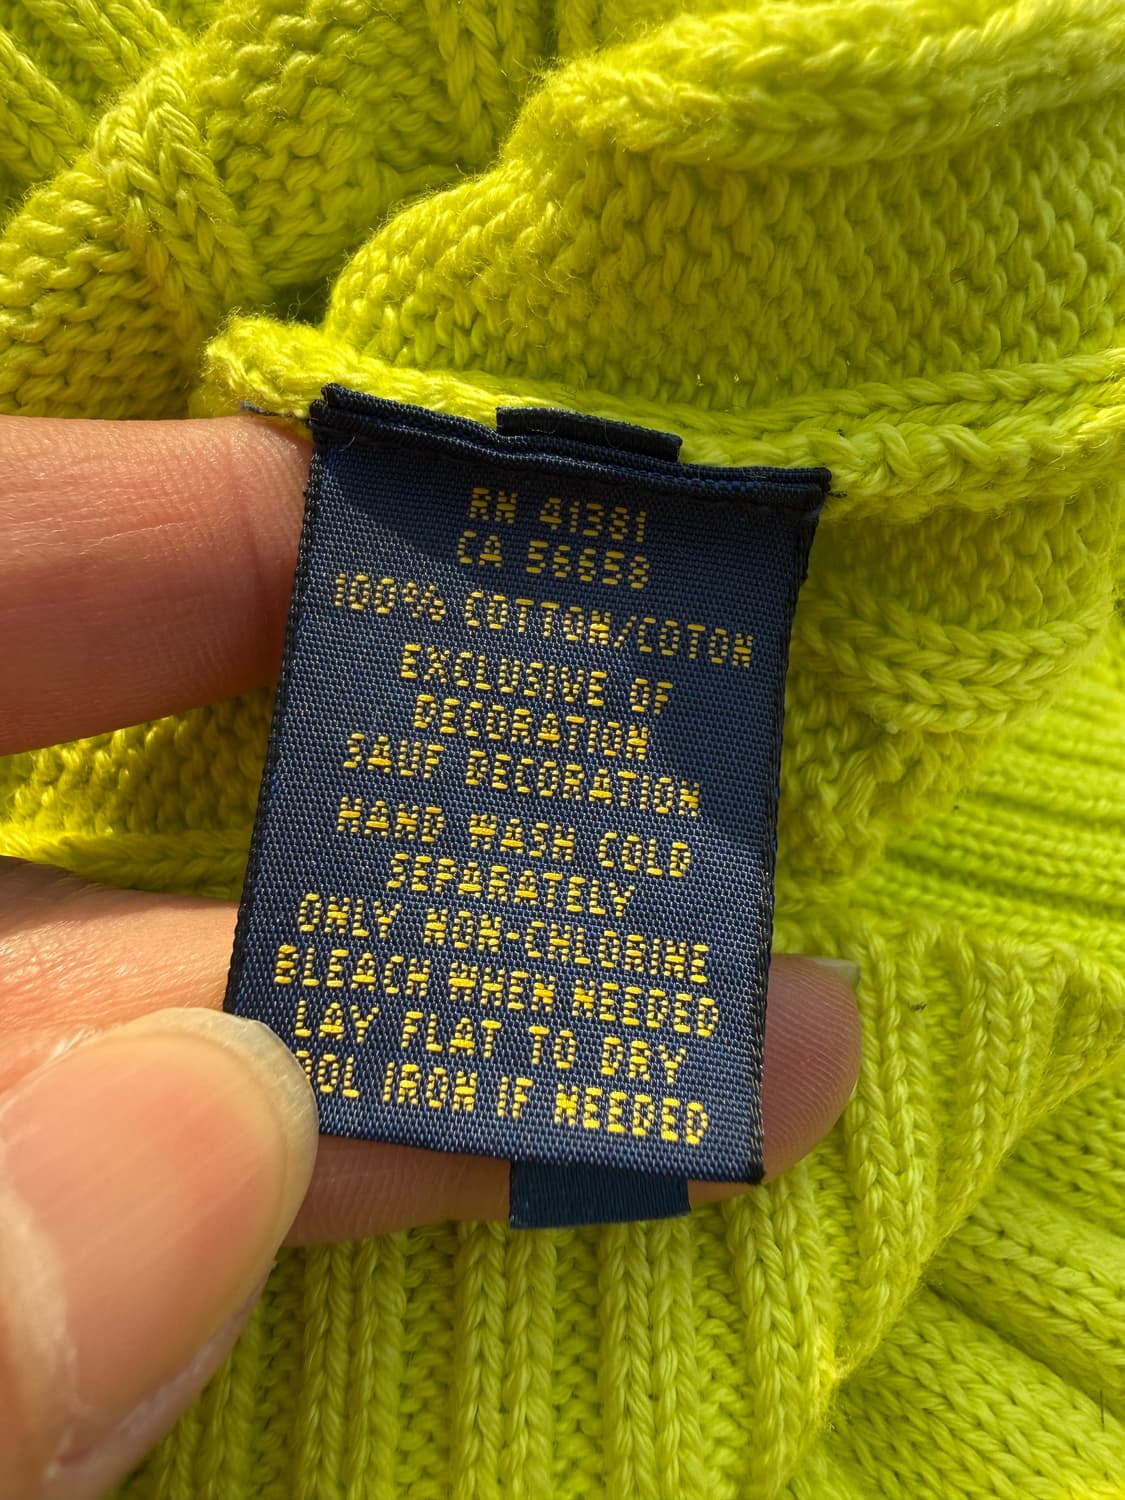 RN 41381
CA 56658
100% COTTON/COTON
EXCLUSIVE OF
DECORATION
SAUF DECORATION
HAND WASH COLD
SEPARATELY
ONLY NON-CHLORINE
BLEACH WHEN NEEDED
LAY FLAT TO DRY
IRON IF NEEDED